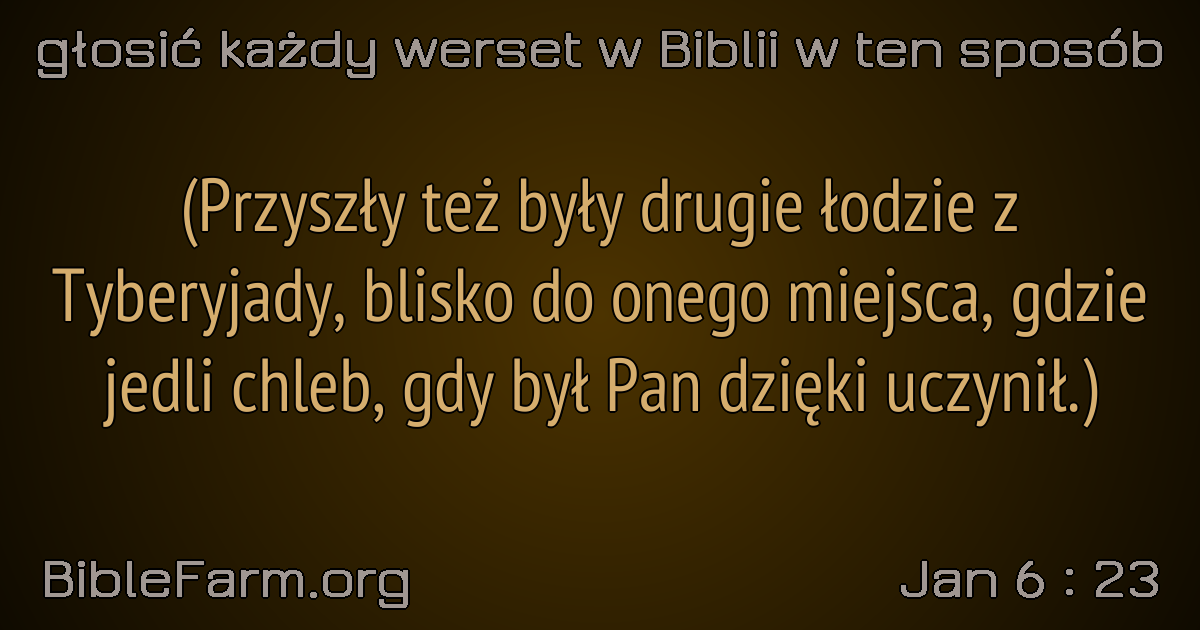 głosić każdy werset w Biblii w ten sposób
(Przyszły też były drugie łodzie z
Tyberyjady, blisko do onego miejsca, gdzie
jedli chleb, gdy był Pan dzięki uczynił.)
BibleFarm.org
Jan 6 : 23